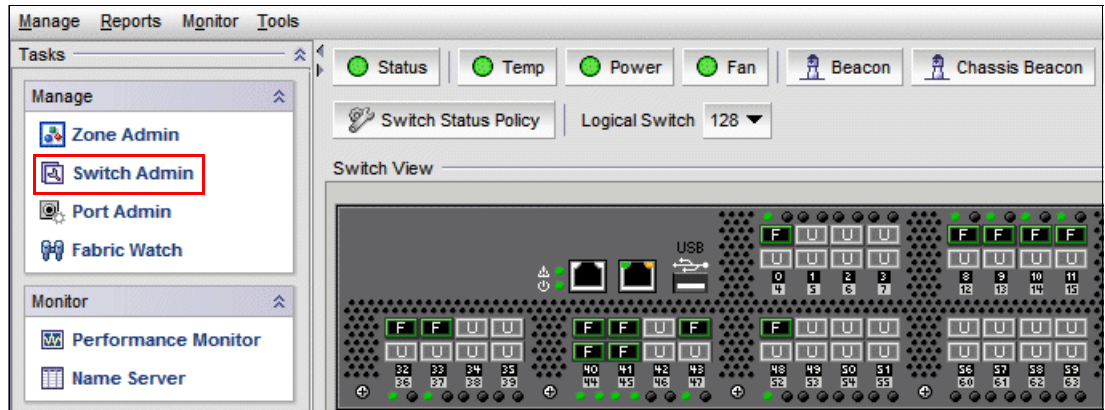 Manage Reports Monitor Tools
Tasks
Status Temp Power Fan Beacon Chassis Beacon
Manage
Switch Status Policy Logical Switch 128
Zone Admin
Switch Admin
Switch View
Port Admin
Fabric Watch
USB
F U U U F F F F
U U U U U U U U
0 1 2 3 8 9 10 11
4 5 6 7 12 13 14 15
Monitor
Performance Monitor
Name Server
F F U U F F U F F U U U U U U U
U U U U F F U U U U U U U U U U
32 33 34 35 40 41 42 43 48 49 50 51 56 57 58 59
36 37 38 39 44 45 46 47 52 53 54 55 60 61 62 63